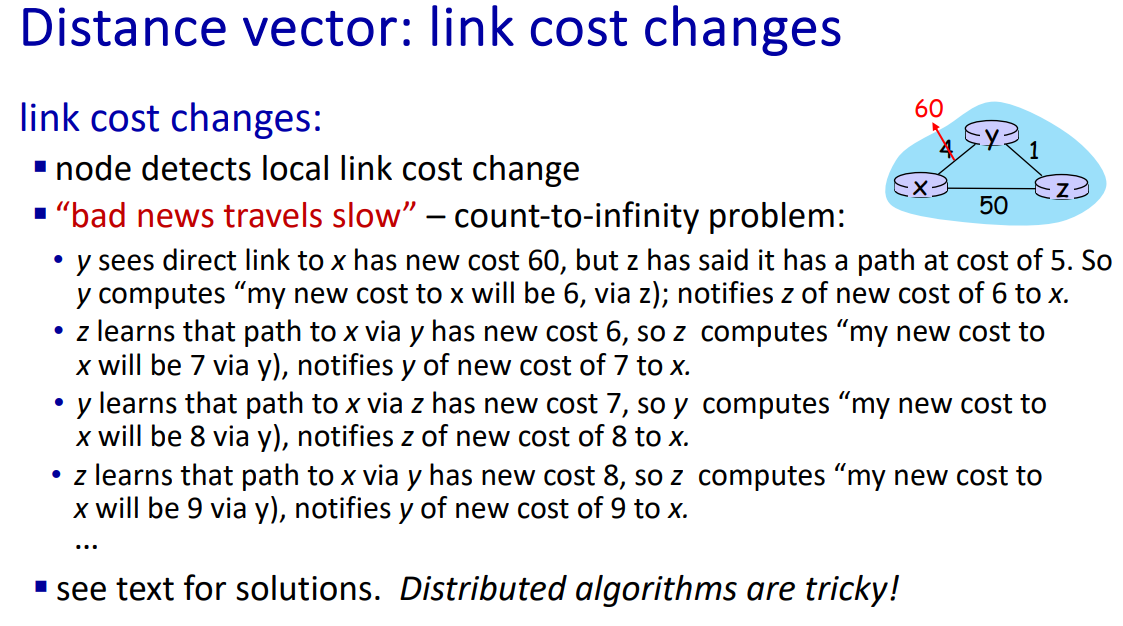 Distance vector: link cost changes
link cost changes:
▪ node detects local link cost change
▪ “bad news travels slow” – count-to-infinity problem:
60
4
y
1
x
z
50
• y sees direct link to x has new cost 60, but z has said it has a path at cost of 5. So
y computes “my new cost to x will be 6, via z); notifies z of new cost of 6 to x.
• z learns that path to x via y has new cost 6, so z computes “my new cost to
x will be 7 via y), notifies y of new cost of 7 to x.
• y learns that path to x via z has new cost 7, so y computes “my new cost to
x will be 8 via y), notifies z of new cost of 8 to x.
• z learns that path to x via y has new cost 8, so z computes “my new cost to
x will be 9 via y), notifies y of new cost of 9 to x.
...
▪ see text for solutions. Distributed algorithms are tricky!